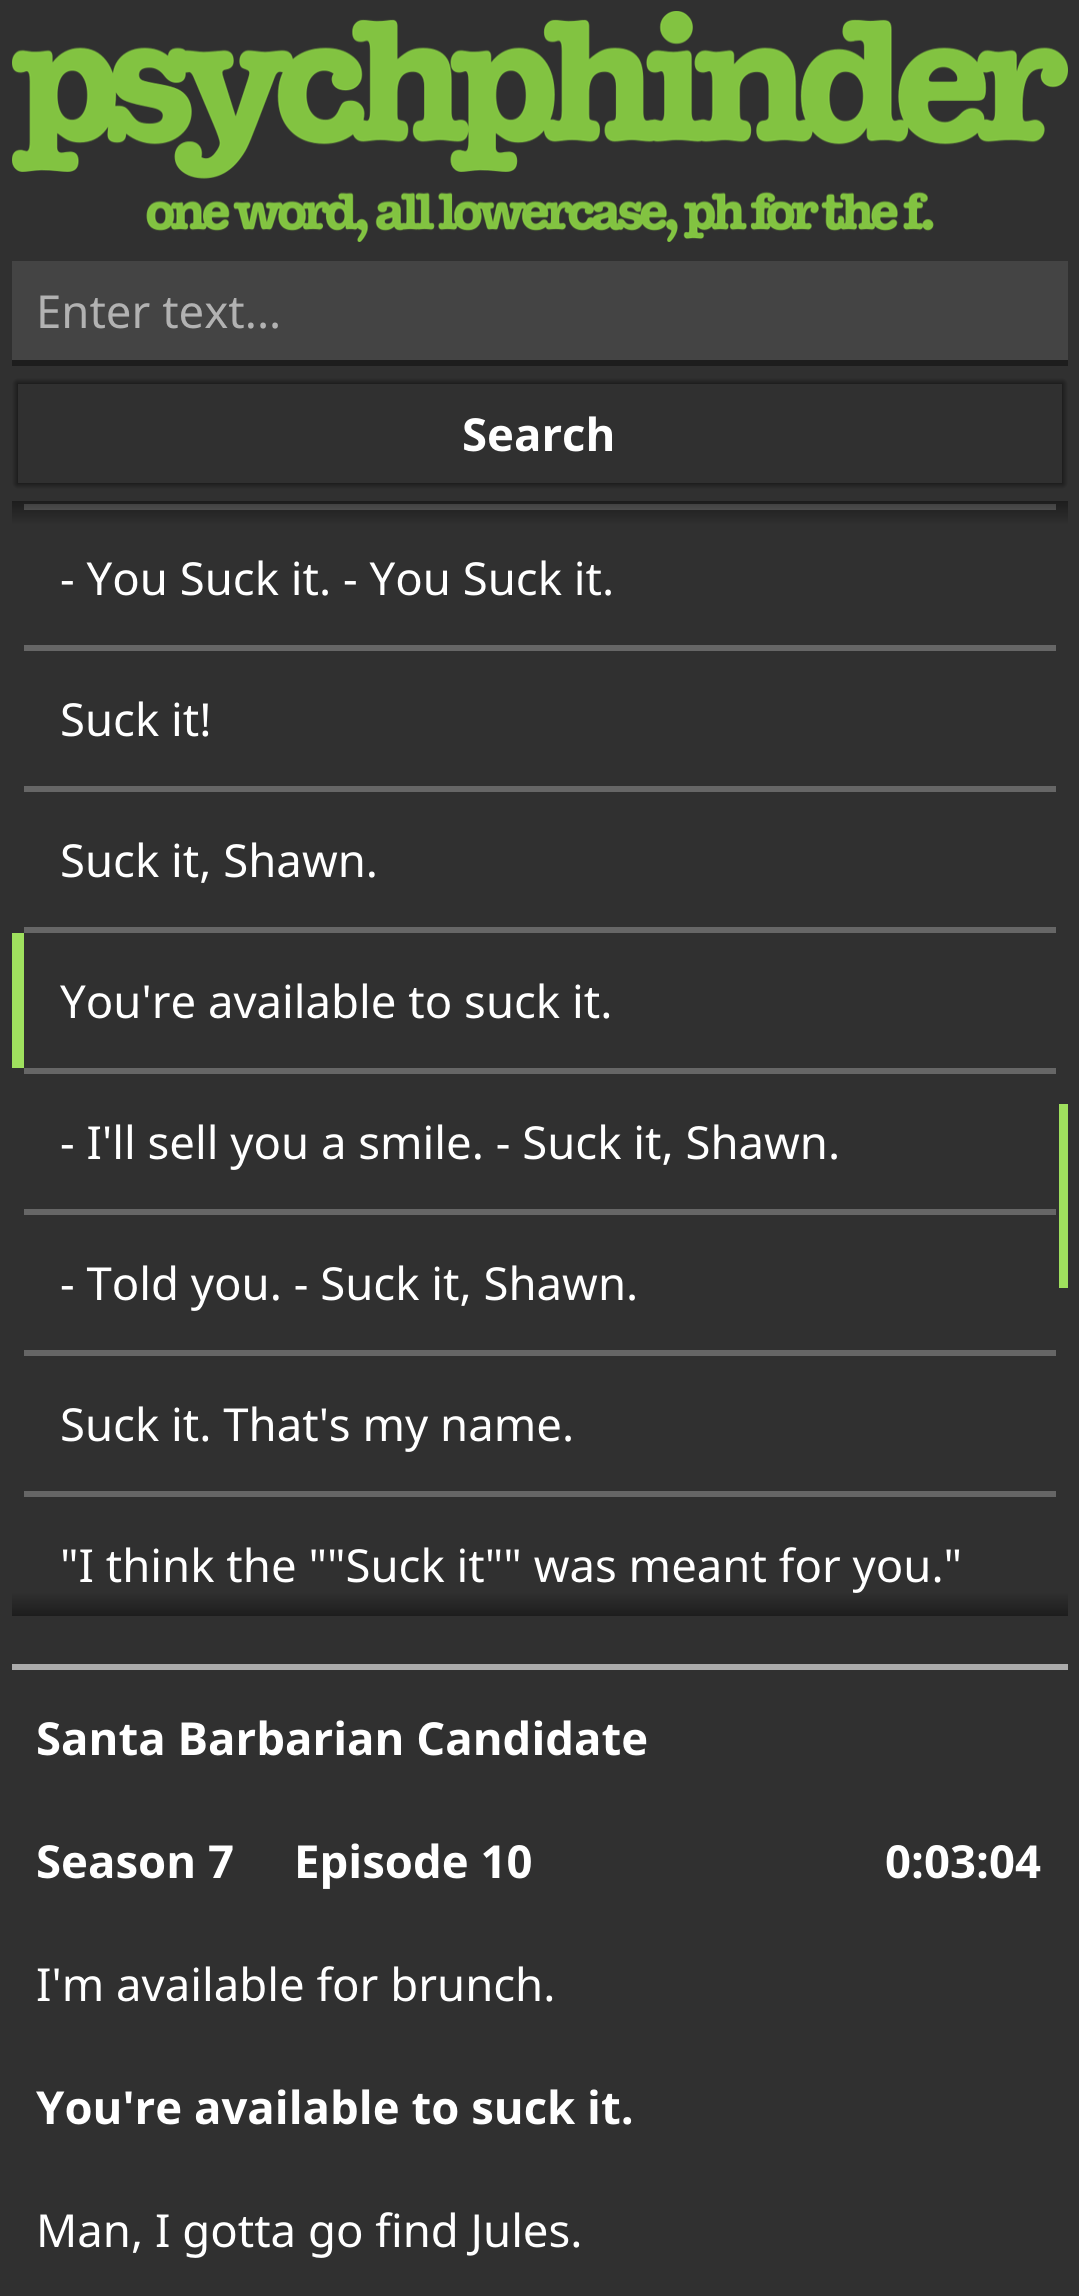 psychphinder
one word, all lowercase, ph for the f.
Enter text...
Search
- You Suck it. - You Suck it.
Suck it!
Suck it, Shawn.
You're available to suck it.
- I'll sell you a smile. - Suck it, Shawn.
- Told you. - Suck it, Shawn.
Suck it. That's my name.
"I think the ""Suck it"" was meant for you."
Santa Barbarian Candidate
Season 7 Episode 10 0:03:04
I'm available for brunch.
You're available to suck it.
Man, I gotta go find Jules.